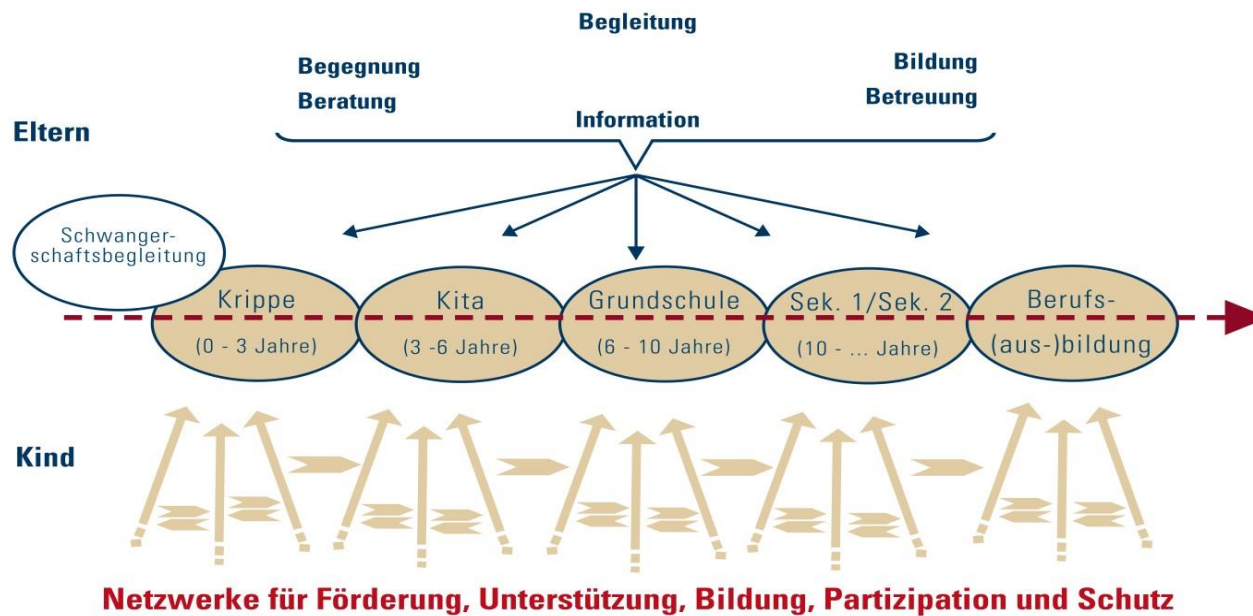 Begleitung
Begegnung
Beratung
Bildung
Betreuung
Information
Eltern
Schwanger-
schaftsbegleitung
Krippe
(0 - 3 Jahre)
Kita
(3 -6 Jahre)
Grundschule
(6 - 10 Jahre)
Sek. 1/Sek. 2
(10 - ... Jahre)
Berufs-
(aus-)bildung
Kind
Netzwerke für Förderung, Unterstützung, Bildung, Partizipation und Schutz